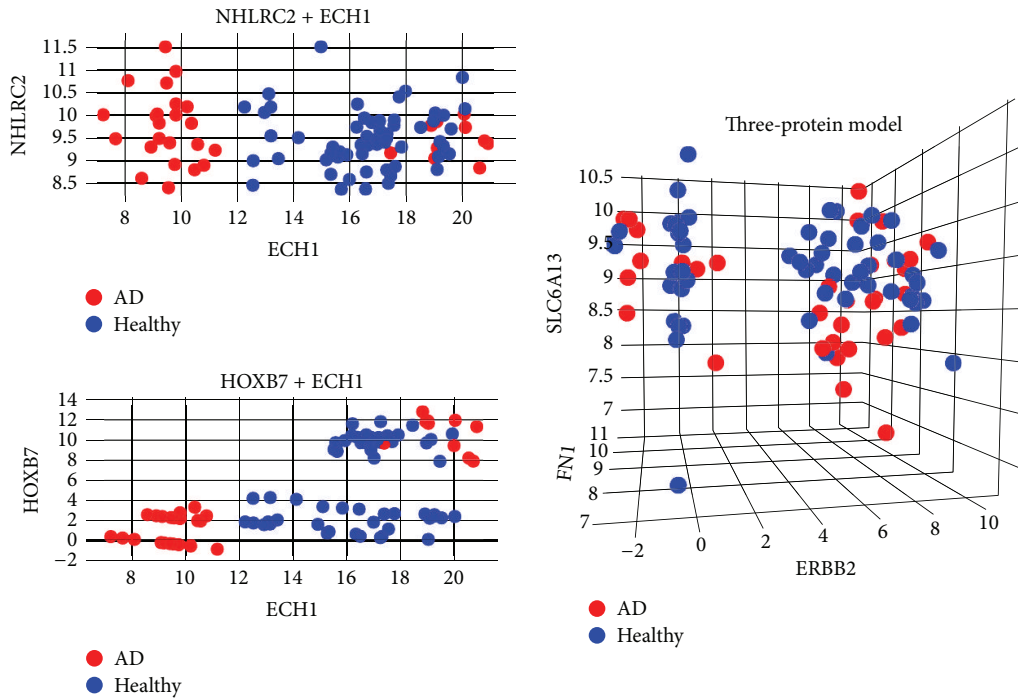 NHLRC2 + ECH1
NHLRC2
11.5
11
10.5
10
9.5
9
8.5
8 10 12 14 16 18 20
ECH1
AD
Healthy
HOXB7 + ECH1
HOXB7
14
12
10
8
6
4
2
0
−2
8 10 12 14 16 18 20
ECH1
AD
Healthy
Three-protein model
SLC6A13
10.5
10
9.5
9
8.5
8
7.5
7
FN1
11
10
9
8
7
−2 0 2 4 6 8 10
ERBB2
AD
Healthy